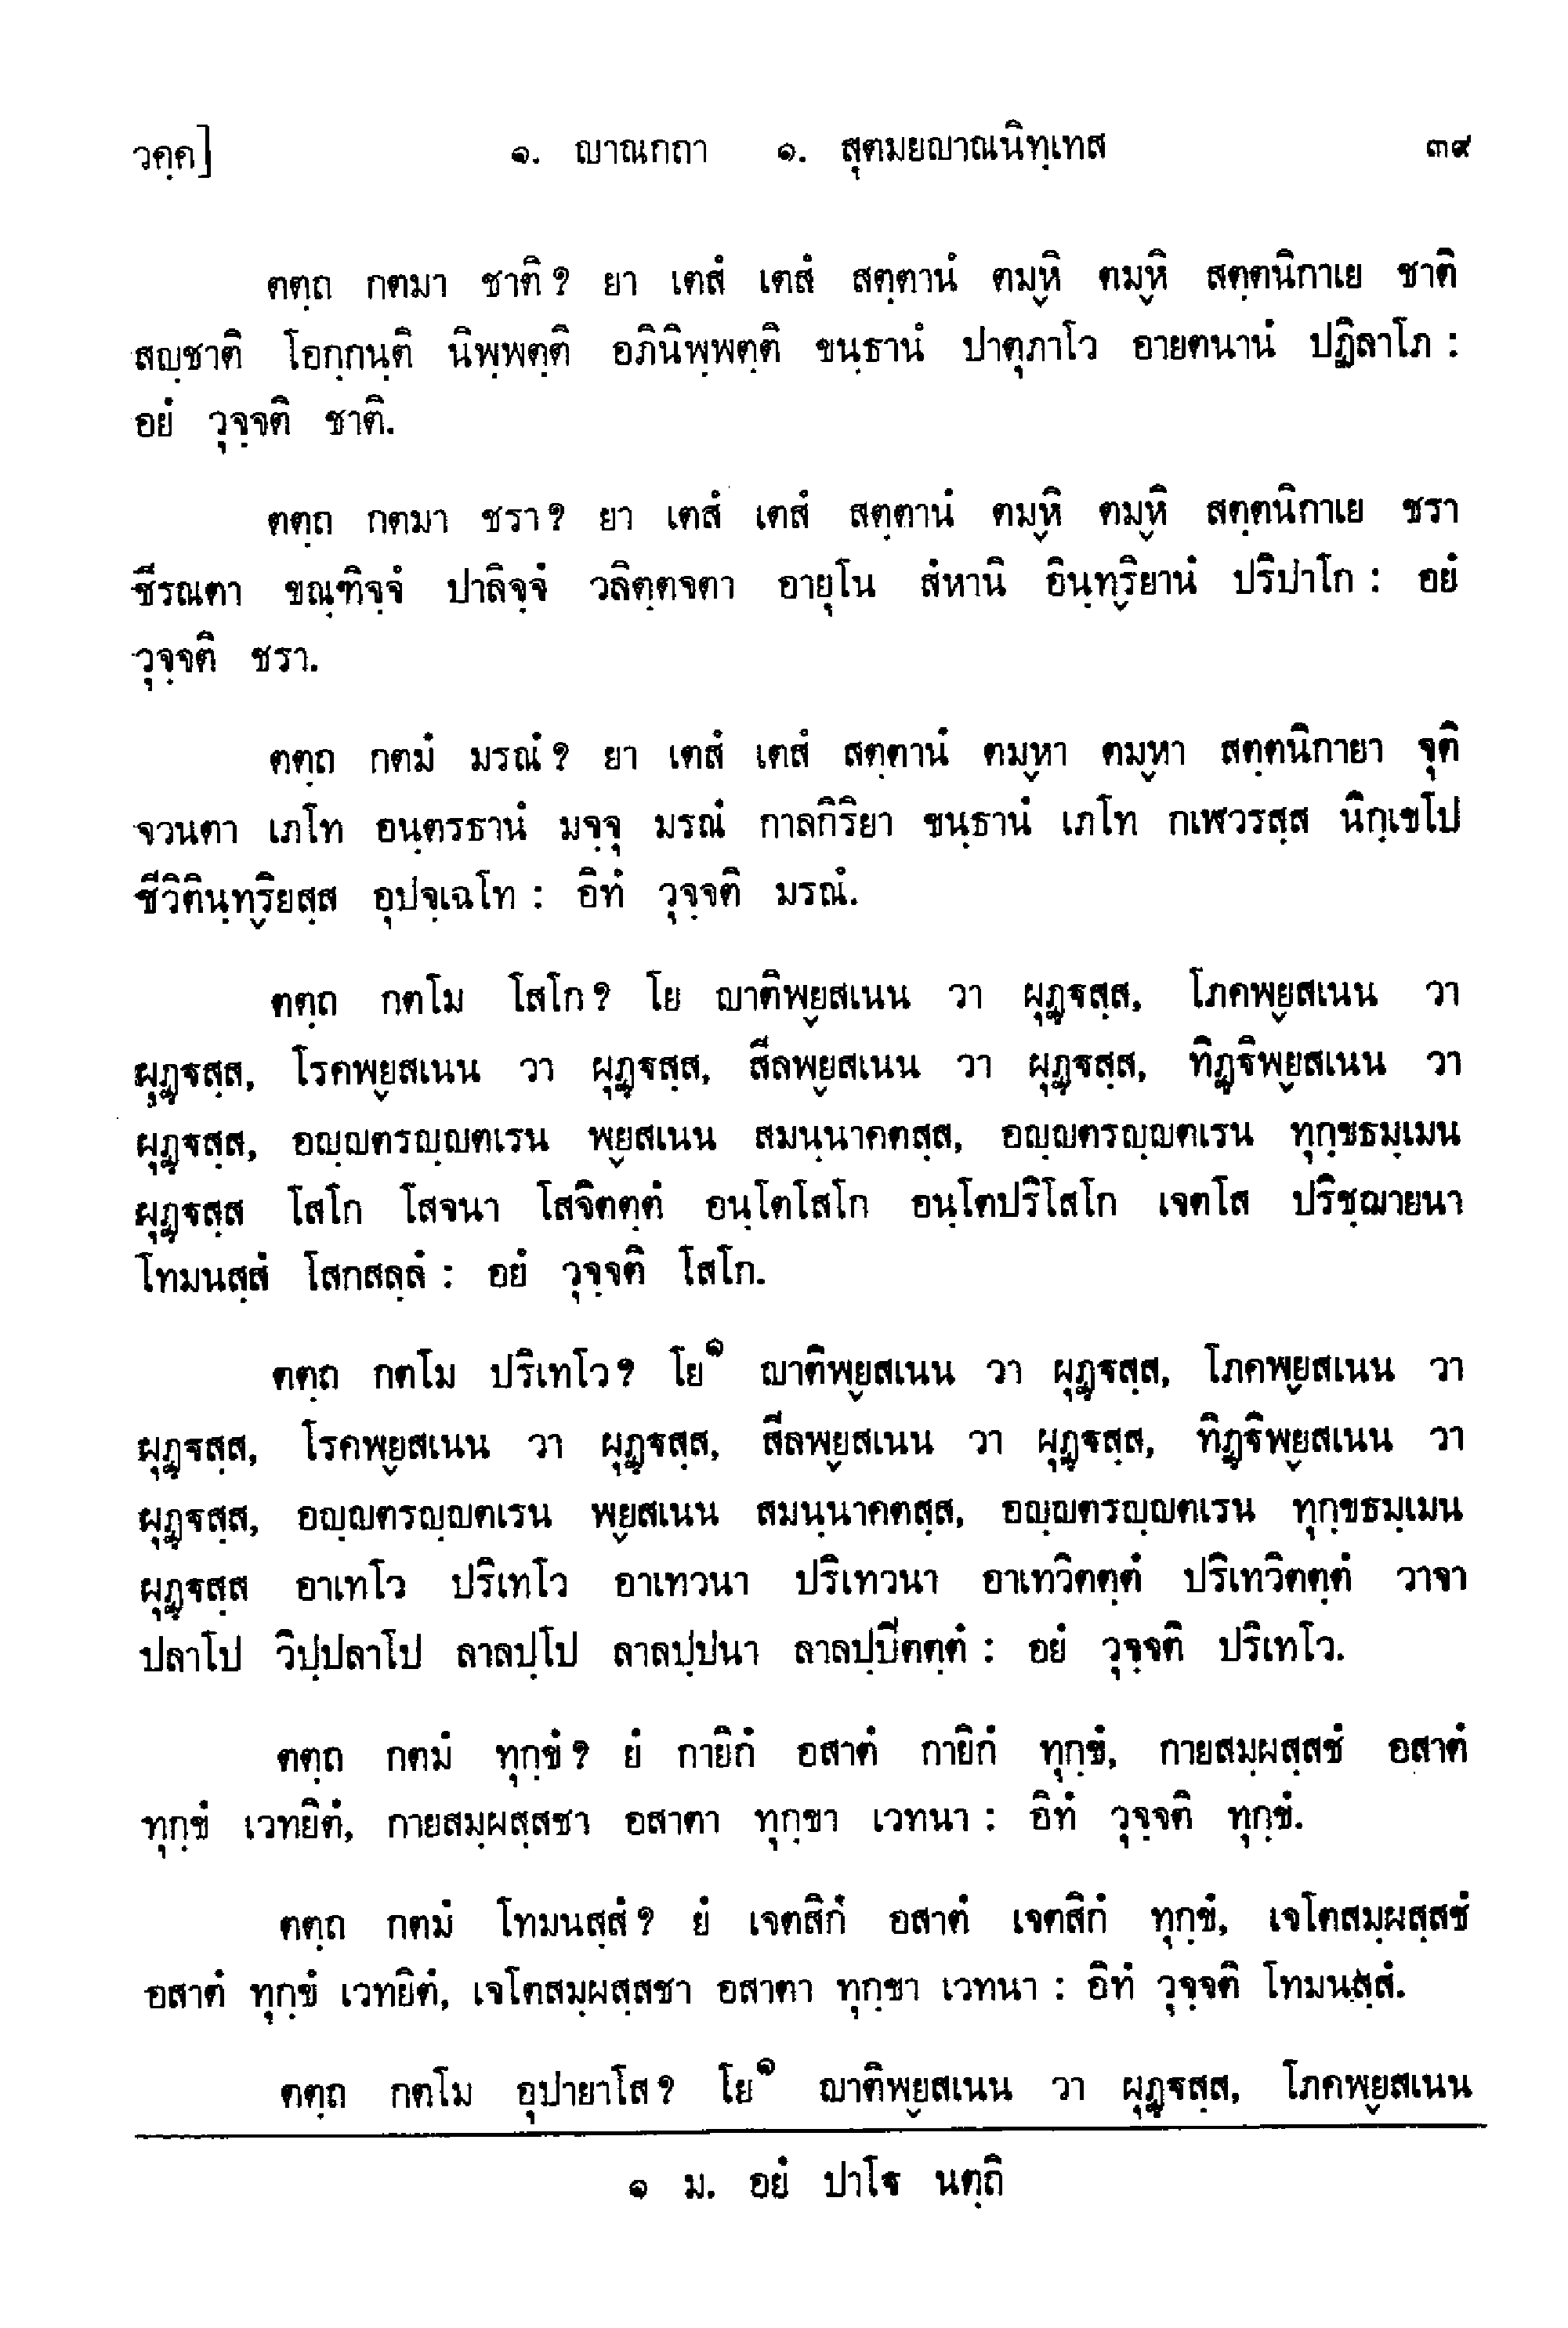 วคฺค] ๑. ญาณกถา ๑. สุตมยญาณนิทฺเทส ๓๙
ตตฺถ กตมา ชาติ ? ยา เตสํ เตสํ สตฺตานํ ตมฺหิ ตมฺหิ สตฺตนิกาเย ชาติ
สญฺชาติ โอกฺกนฺติ นิพฺพตฺติ อภินิพฺพตฺติ ขนฺธานํ ปาตุภาโว อายตนานํ ปฏิลาโภ :
อยํ วุจฺจติ ชาติ.
ตตฺถ กตมา ชรา ? ยา เตสํ เตสํ สตฺตานํ ตมฺหิ ตมฺหิ สตฺตนิกาเย ชรา
ชีรณตา ขณฺฑิจฺจํ ปาลิจฺจํ วลิตฺตจตา อายุโน สํหานิ อินฺทฺริยานํ ปริปาโก : อยํ
วุจฺจติ ชรา.
ตตฺถ กตมํ มรณํ ? ยา เตสํ เตสํ สตฺตานํ ตมฺหา ตมฺหา สตฺตนิกายา จุติ
จวนตา เภโท อนฺตรธานํ มจฺจุ มรณํ กาลกิริยา ขนฺธานํ เภโท กเฬวรสฺส นิกฺเขโป
ชีวิตินฺทฺริยสฺส อุปจฺเฉโท : อิทํ วุจฺจติ มรณํ.
ตตฺถ กตโม โสโก ? โย ญาติพฺยสเนน วา ผุฏฺฐสฺส, โภคพฺยสเนน วา
ผุฏฺฐสฺส, โรคพฺยสเนน วา ผุฏฺฐสฺส, สีลพฺยสเนน วา ผุฏฺฐสฺส, ทิฏฺฐิพฺยสเนน วา
ผุฏฺฐสฺส, อญฺญตรญฺญตเรน พฺยสเนน สมนฺนาคตสฺส, อญฺญตรญฺญตเรน ทุกฺขธมฺเมน
ผุฏฺฐสฺส โสโก โสจนา โสจิตตฺตํ อนฺโตโสโก อนฺโตปริโสโก เจตโส ปริชฺฌายนา
โทมนสฺสํ โสกสลฺลํ : อยํ วุจฺจติ โสโก.
ตตฺถ กตโม ปริเทโว ? โย๑ ญาติพฺยสเนน วา ผุฏฺฐสฺส, โภคพฺยสเนน วา
ผุฏฺฐสฺส, โรคพฺยสเนน วา ผุฏฺฐสฺส, สีลพฺยสเนน วา ผุฏฺฐสฺส, ทิฏฺฐิพฺยสเนน วา
ผุฏฺฐสฺส, อญฺญตรญฺญตเรน พฺยสเนน สมนฺนาคตสฺส, อญฺญตรญฺญตเรน ทุกฺขธมฺเมน
ผุฏฺฐสฺส อาเทโว ปริเทโว อาเทวนา ปริเทวนา อาเทวิตตฺตํ ปริเทวิตตฺตํ วาจา
ปลาโป วิปฺปลาโป ลาลปฺโป ลาลปฺปนา ลาลปฺปีตตฺตํ : อยํ วุจฺจติ ปริเทโว.
ตตฺถ กตมํ ทุกฺขํ ? ยํ กายิกํ อสาตํ กายิกํ ทุกฺขํ, กายสมฺผสฺสชํ อสาตํ
ทุกฺขํ เวทยิตํ, กายสมฺผสฺสชา อสาตา ทุกฺขา เวทนา : อิทํ วุจฺจติ ทุกฺขํ.
ตตฺถ กตมํ โทมนสฺสํ ? ยํ เจตสิกํ อสาตํ เจตสิกํ ทุกฺขํ, เจโตสมฺผสฺสชํ
อสาตํ ทุกฺขํ เวทยิตํ, เจโตสมฺผสฺสชา อสาตา ทุกฺขา เวทนา : อิทํ วุจฺจติ โทมนสฺสํ.
ตตฺถ กตโม อุปายาโส ? โย๑ ญาติพฺยสเนน วา ผุฏฺฐสฺส, โภคพฺยสเนน
๑ ม. อยํ ปาโฐ นตฺถิ